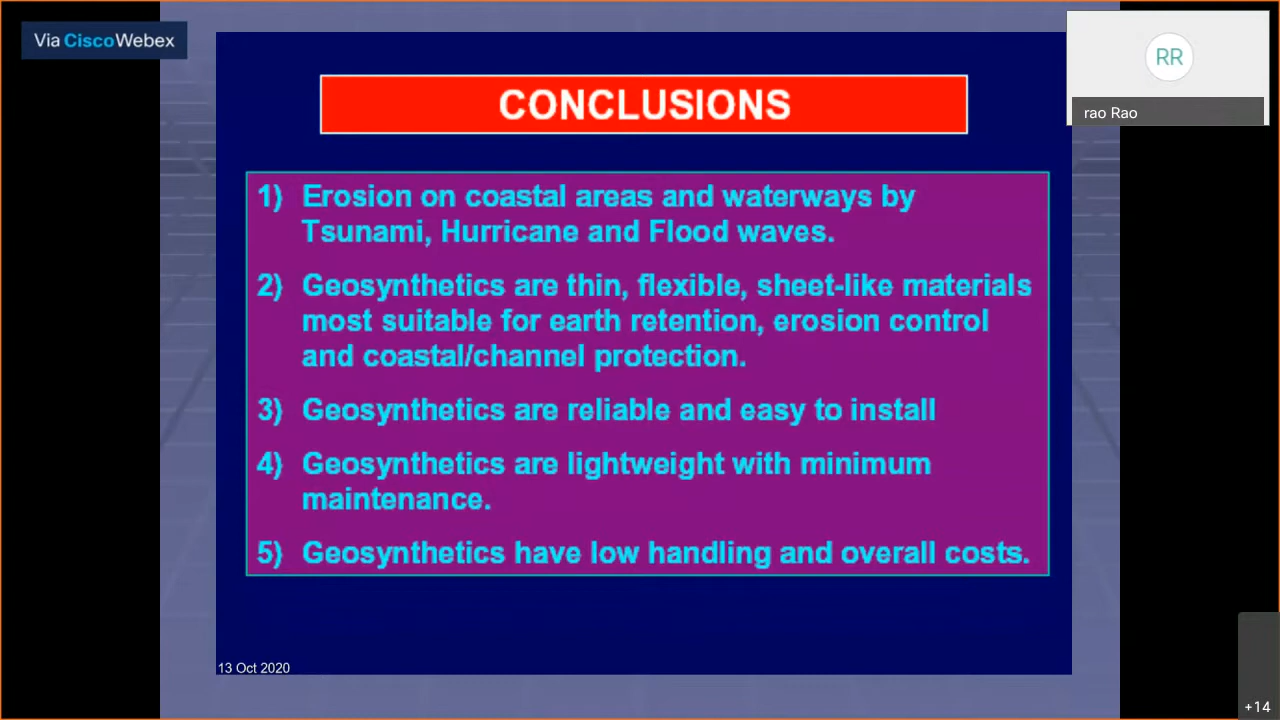 Via Cisco Webex
RR
rao Rao
CONCLUSIONS
1) Erosion on coastal areas and waterways by
Tsunami, Hurricane and Flood waves.
2) Geosynthetics are thin, flexible, sheet-like materials
most suitable for earth retention, erosion control
and coastal/channel protection.
3) Geosynthetics are reliable and easy to install
4) Geosynthetics are lightweight with minimum
maintenance.
5) Geosynthetics have low handling and overall costs.
13 Oct 2020
+14